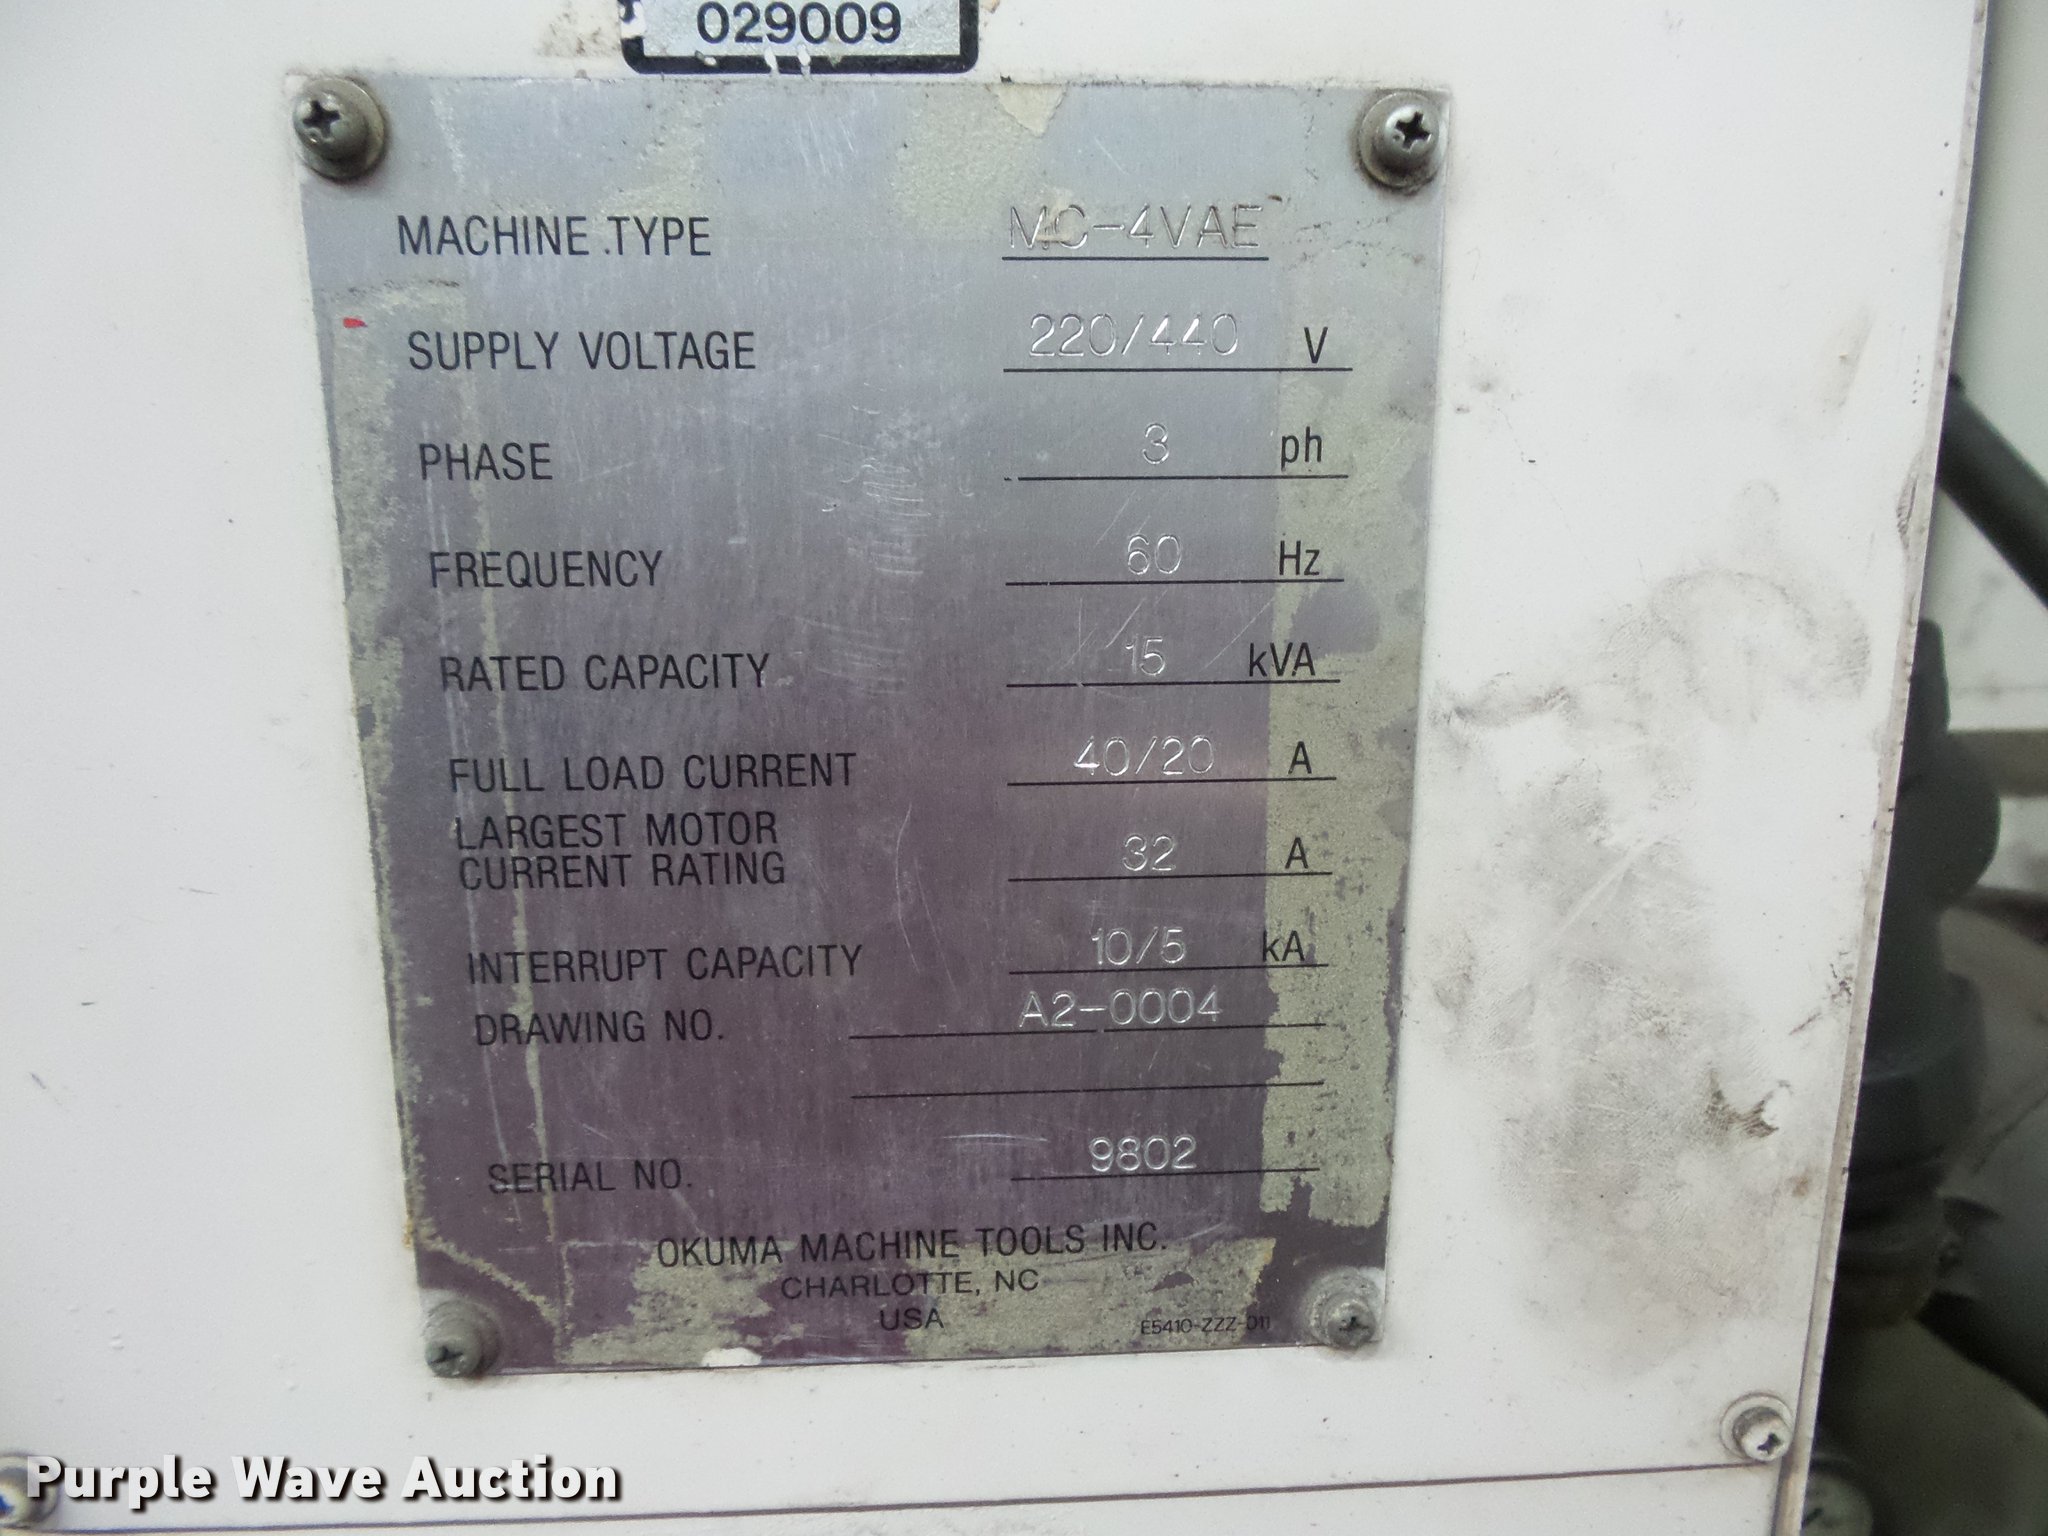 029009
MACHINE TYPE MC-4VAE
SUPPLY VOLTAGE 220/440 V
PHASE 3 ph
FREQUENCY 60 Hz
RATED CAPACITY 15 kVA
FULL LOAD CURRENT 40/20 A
LARGEST MOTOR
CURRENT RATING 32 A
INTERRUPT CAPACITY 10/5 kA
DRAWING NO. A2-0004
SERIAL NO. 9802
OKUMA MACHINE TOOLS INC.
CHARLOTTE, NC
USA
E5410-ZZZ-011
Purple Wave Auction